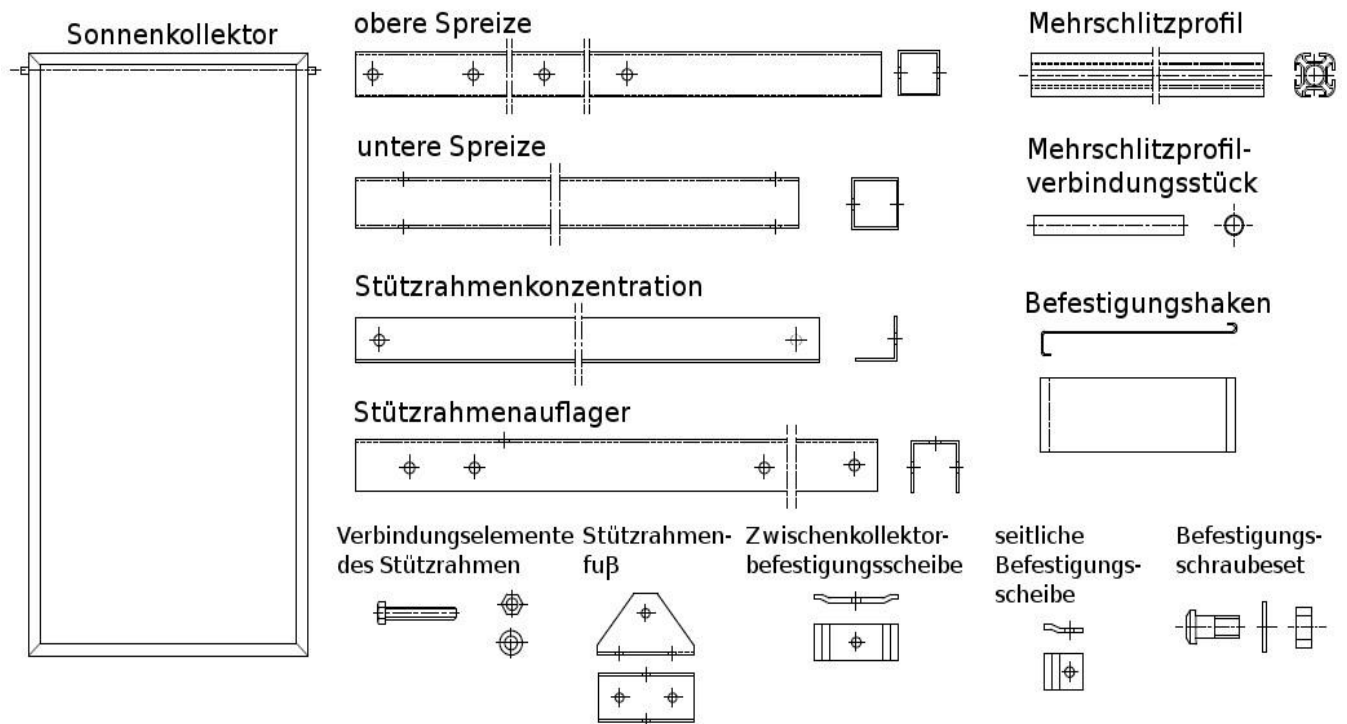 Sonnenkollektor
obere Spreize
untere Spreize
Stützrahmenkonzentration
Stützrahmenauflager
Mehrschlitzprofil
Mehrschlitzprofil-
verbindungsstück
Befestigungshaken
Verbindungselemente
des Stützrahmen
Stützrahmen-
fuβ
Zwischenkollektor-
befestigungsscheibe
seitliche
Befestigungs-
scheibe
Befestigungs-
schraubeset